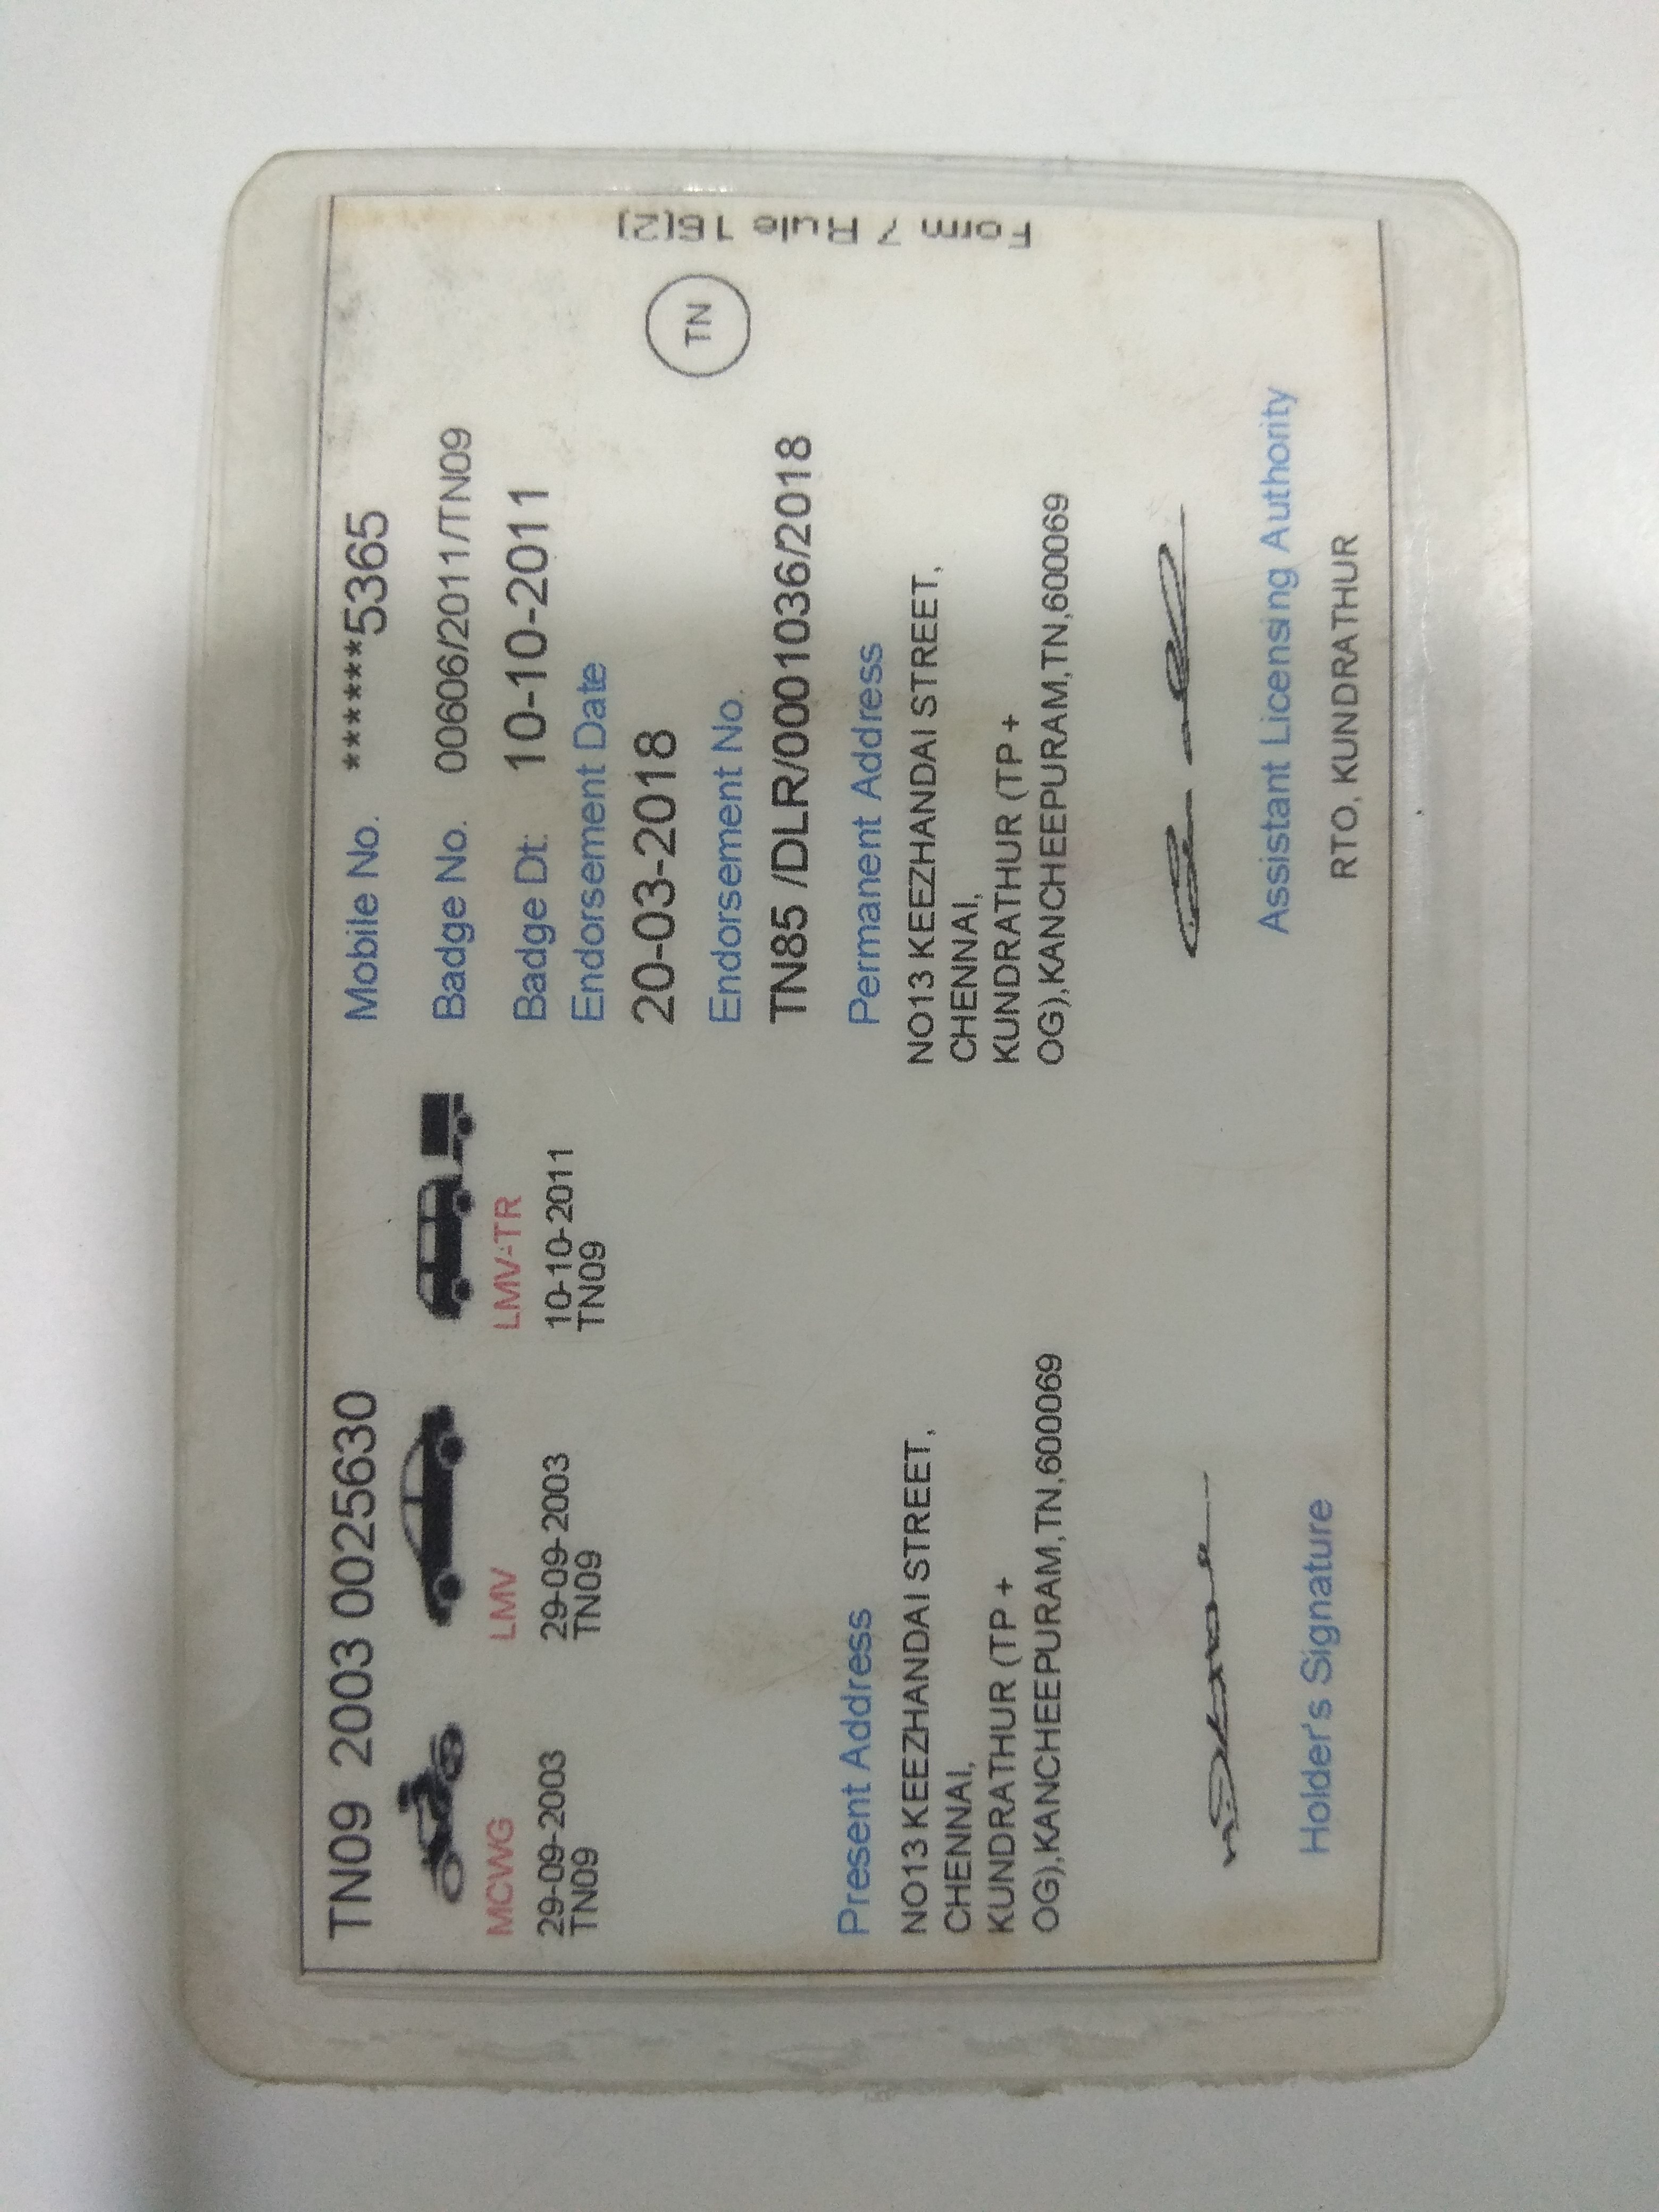 TN09 2003 0025630
MCWG
29-09-2003
TN09
LMV
29-09-2003
TN09
LMV-TR
10-10-2011
TN09
Mobile No. ******5365
Badge No. 00606/2011/TN09
Badge Dt: 10-10-2011
Endorsement Date
20-03-2018
Endorsement No.
TN85 /DLR/0001036/2018
TN
Form 7 Rule 16(2)
Present Address
NO13 KEEZHANDAI STREET,
CHENNAI,
KUNDRATHUR (TP +
OG),KANCHEEPURAM,TN,600069
Permanent Address
NO13 KEEZHANDAI STREET,
CHENNAI,
KUNDRATHUR (TP +
OG),KANCHEEPURAM,TN,600069
Holder's Signature
Assistant Licensing Authority
RTO, KUNDRATHUR